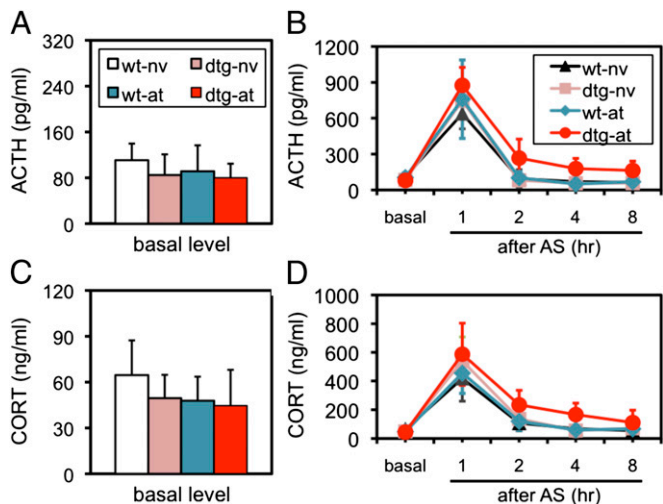 A
ACTH (pg/ml)
320
240
160
80
0
wt-nv
dtg-nv
wt-at
dtg-at
basal level
B
ACTH (pg/ml)
1200
900
600
300
0
wt-nv
dtg-nv
wt-at
dtg-at
basal 1 2 4 8
after AS (hr)
C
CORT (ng/ml)
120
90
60
30
0
basal level
D
CORT (ng/ml)
1000
800
600
400
200
0
basal 1 2 4 8
after AS (hr)